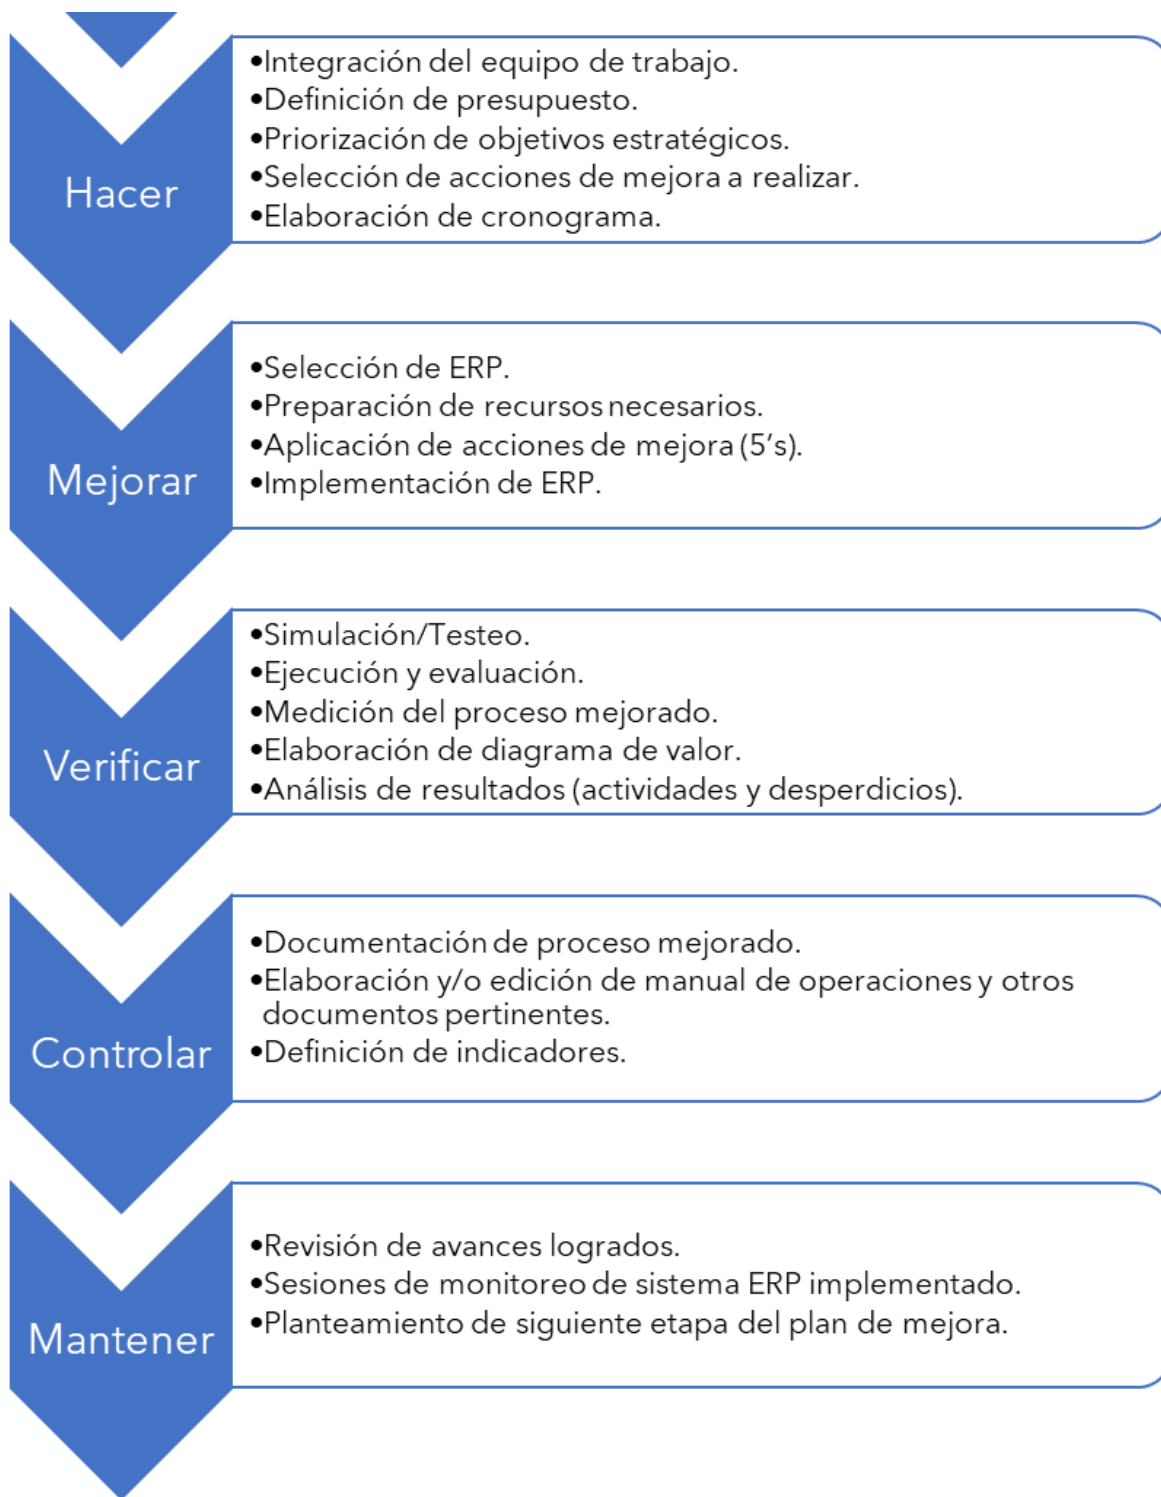 Hacer
•Integración del equipo de trabajo.
•Definición de presupuesto.
•Priorización de objetivos estratégicos.
•Selección de acciones de mejora a realizar.
•Elaboración de cronograma.
Mejorar
•Selección de ERP.
•Preparación de recursos necesarios.
•Aplicación de acciones de mejora (5’s).
•Implementación de ERP.
Verificar
•Simulación/Testeo.
•Ejecución y evaluación.
•Medición del proceso mejorado.
•Elaboración de diagrama de valor.
•Análisis de resultados (actividades y desperdicios).
Controlar
•Documentación de proceso mejorado.
•Elaboración y/o edición de manual de operaciones y otros
documentos pertinentes.
•Definición de indicadores.
Mantener
•Revisión de avances logrados.
•Sesiones de monitoreo de sistema ERP implementado.
•Planteamiento de siguiente etapa del plan de mejora.